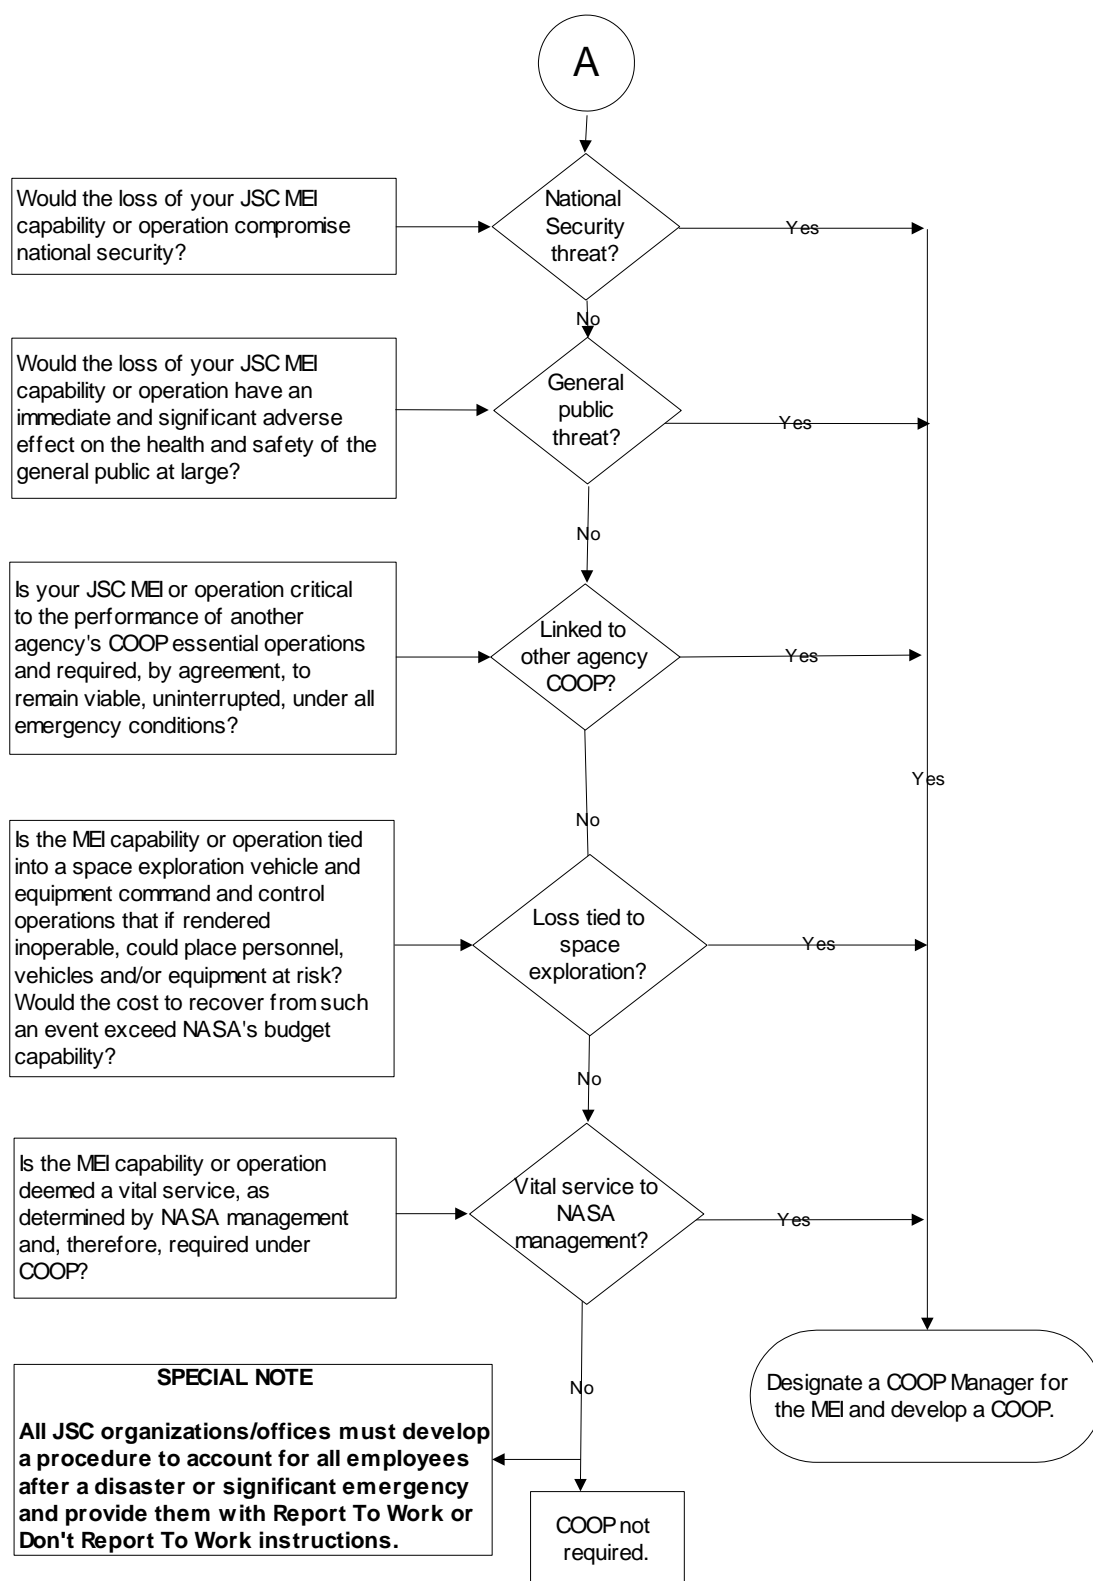 A
Would the loss of your JSC MEI
capability or operation compromise
national security?
National
Security
threat?
Yes
No
Would the loss of your JSC MEI
capability or operation have an
immediate and significant adverse
effect on the health and safety of the
general public at large?
General
public
threat?
Yes
No
Is your JSC MEI or operation critical
to the performance of another
agency's COOP essential operations
and required, by agreement, to
remain viable, uninterrupted, under all
emergency conditions?
Linked to
other agency
COOP?
Yes
Yes
No
Is the MEI capability or operation tied
into a space exploration vehicle and
equipment command and control
operations that if rendered
inoperable, could place personnel,
vehicles and/or equipment at risk?
Would the cost to recover from such
an event exceed NASA's budget
capability?
Loss tied to
space
exploration?
Yes
No
Is the MEI capability or operation
deemed a vital service, as
determined by NASA management
and, therefore, required under
COOP?
Vital service to
NASA
management?
Yes
No
SPECIAL NOTE
All JSC organizations/offices must develop
a procedure to account for all employees
after a disaster or significant emergency
and provide them with Report To Work or
Don't Report To Work instructions.
Designate a COOP Manager for
the MEI and develop a COOP.
COOP not
required.